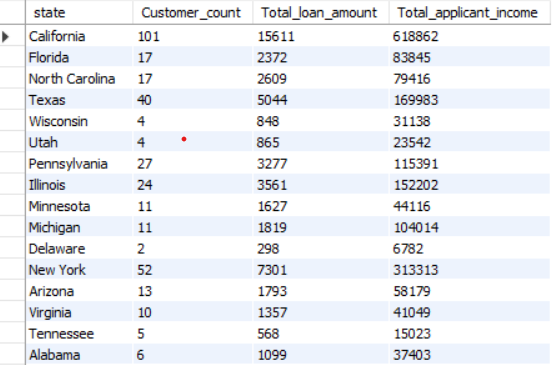 state Customer_count Total_loan_amount Total_applicant_income
California 101 15611 618862
Florida 17 2372 83845
North Carolina 17 2609 79416
Texas 40 5044 169983
Wisconsin 4 848 31138
Utah 4 865 23542
Pennsylvania 27 3277 115391
Illinois 24 3561 152202
Minnesota 11 1627 44116
Michigan 11 1819 104014
Delaware 2 298 6782
New York 52 7301 313313
Arizona 13 1793 58179
Virginia 10 1357 41049
Tennessee 5 568 15023
Alabama 6 1099 37403